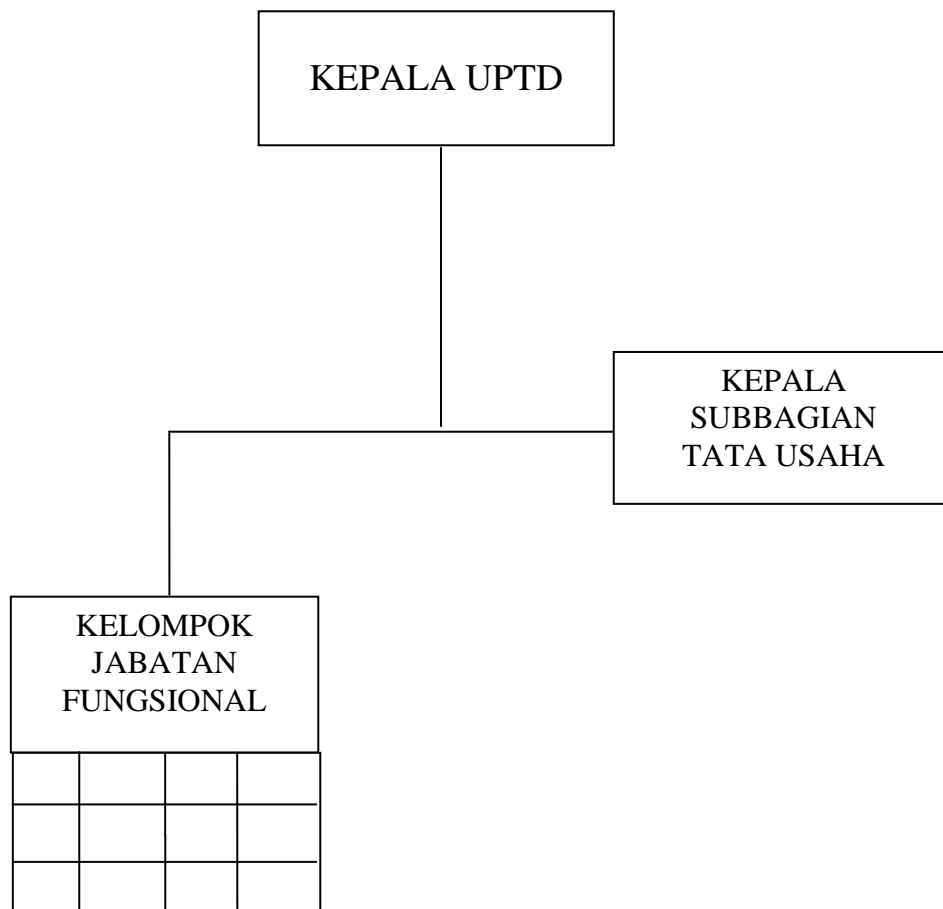 KEPALA UPTD
KEPALA
SUBBAGIAN
TATA USAHA
KELOMPOK
JABATAN
FUNGSIONAL